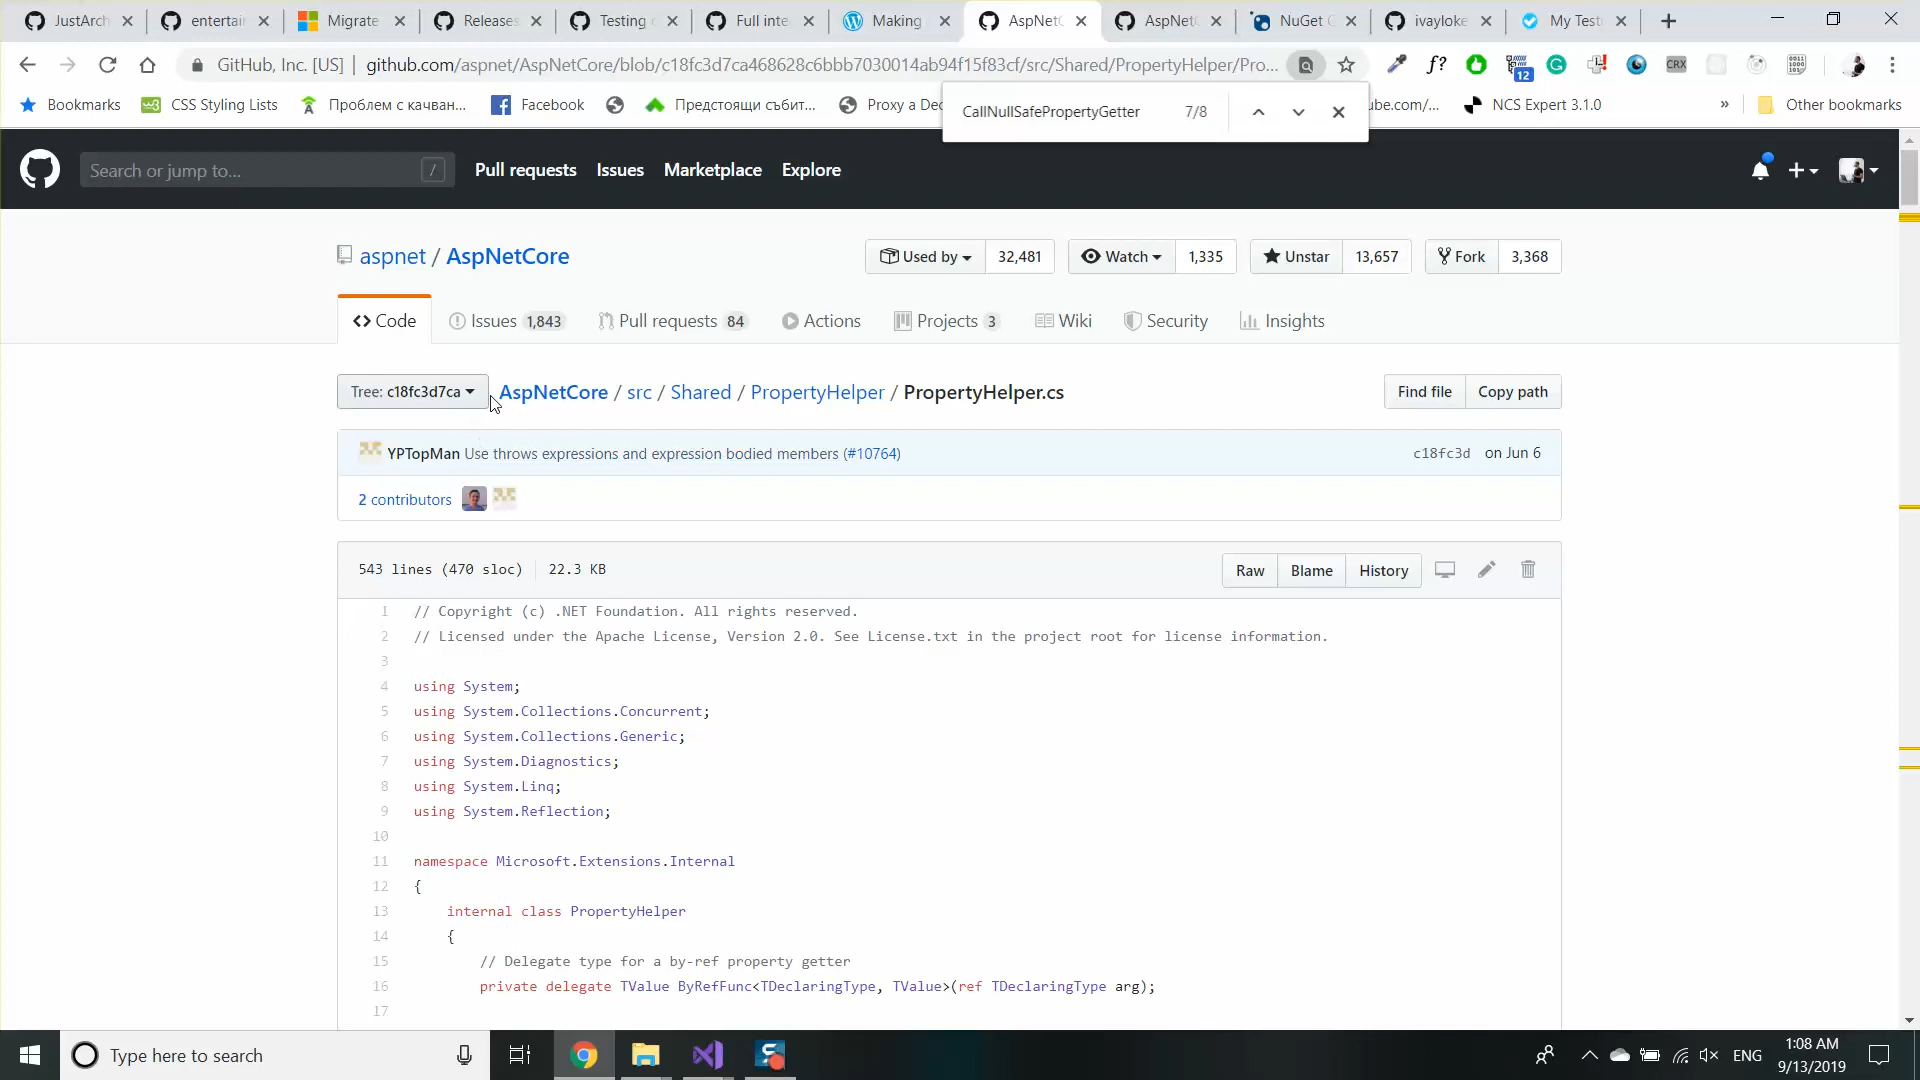 JustArch
entertain
Migrate
Releases
Testing
Full inte
Making
AspNetC
AspNetC
NuGet G
ivayloke
My Test
GitHub, Inc. [US] | github.com/aspnet/AspNetCore/blob/c18fc3d7ca468628c6bbb7030014ab94f15f83cf/src/Shared/PropertyHelper/Pro...
f?
12
CRX
Bookmarks
CSS Styling Lists
Проблем с качван...
Facebook
Предстоящи събит...
Proxy a Dec
CallNullSafePropertyGetter 7/8
ube.com/...
NCS Expert 3.1.0
»
Other bookmarks
Search or jump to... /
Pull requests
Issues
Marketplace
Explore
aspnet / AspNetCore
Used by 32,481
Watch 1,335
Unstar 13,657
Fork 3,368
Code
Issues 1,843
Pull requests 84
Actions
Projects 3
Wiki
Security
Insights
Tree: c18fc3d7ca
AspNetCore / src / Shared / PropertyHelper / PropertyHelper.cs
Find file
Copy path
YPTopMan Use throws expressions and expression bodied members (#10764)
c18fc3d on Jun 6
2 contributors
543 lines (470 sloc) 22.3 KB
Raw
Blame
History
1 // Copyright (c) .NET Foundation. All rights reserved.
2 // Licensed under the Apache License, Version 2.0. See License.txt in the project root for license information.
3
4 using System;
5 using System.Collections.Concurrent;
6 using System.Collections.Generic;
7 using System.Diagnostics;
8 using System.Linq;
9 using System.Reflection;
10
11 namespace Microsoft.Extensions.Internal
12 {
13 internal class PropertyHelper
14 {
15 // Delegate type for a by-ref property getter
16 private delegate TValue ByRefFunc<TDeclaringType, TValue>(ref TDeclaringType arg);
17
Type here to search
ENG
1:08 AM
9/13/2019